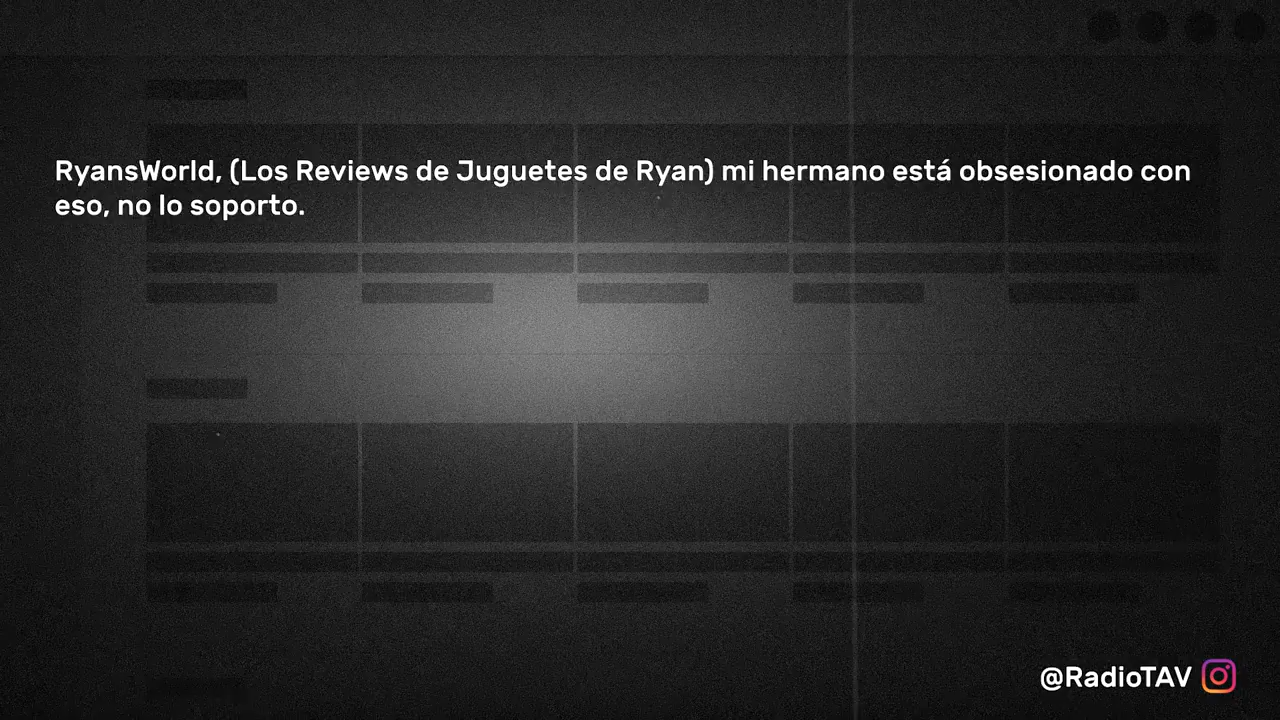 RyansWorld, (Los Reviews de Juguetes de Ryan) mi hermano está obsesionado con
eso, no lo soporto.
@RadioTAV